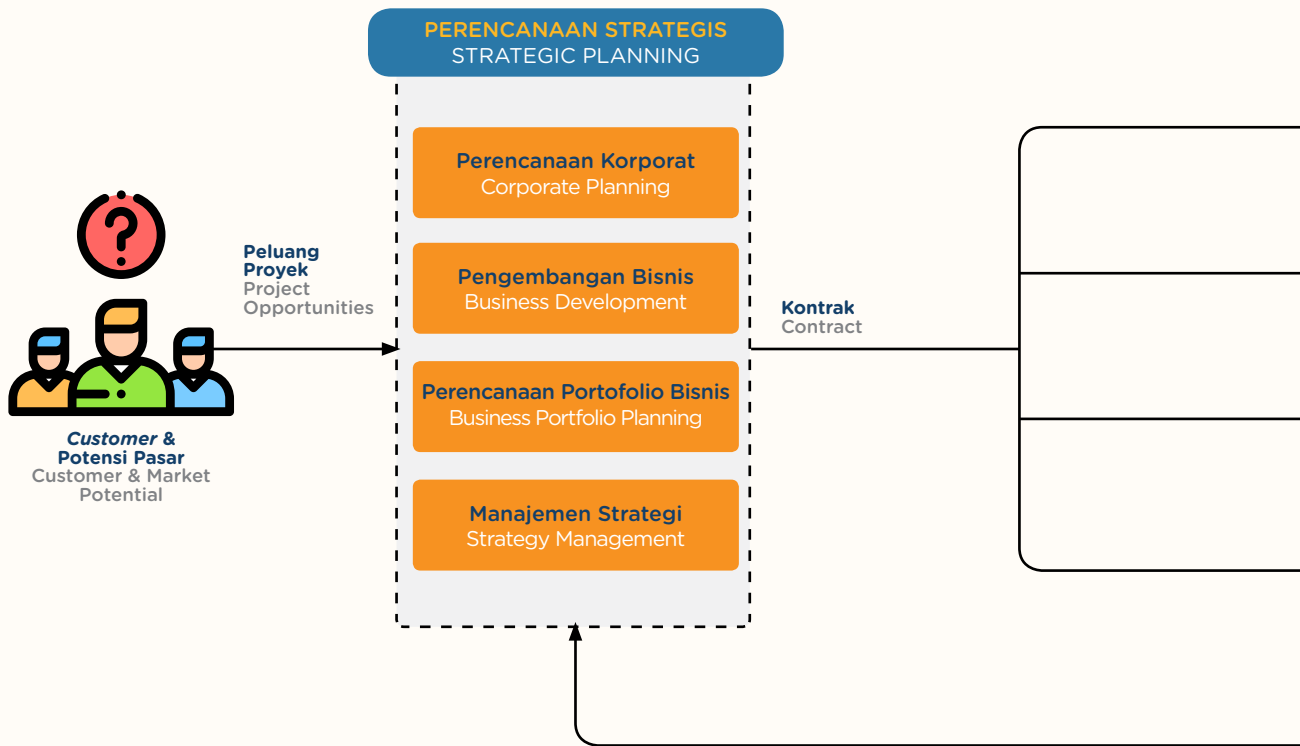 PERENCANAAN STRATEGIS
STRATEGIC PLANNING
Perencanaan Korporat
Corporate Planning
Peluang
Proyek
Project
Opportunities
Pengembangan Bisnis
Business Development
Kontrak
Contract
Perencanaan Portofolio Bisnis
Business Portfolio Planning
Customer &
Potensi Pasar
Customer & Market
Potential
Manajemen Strategi
Strategy Management